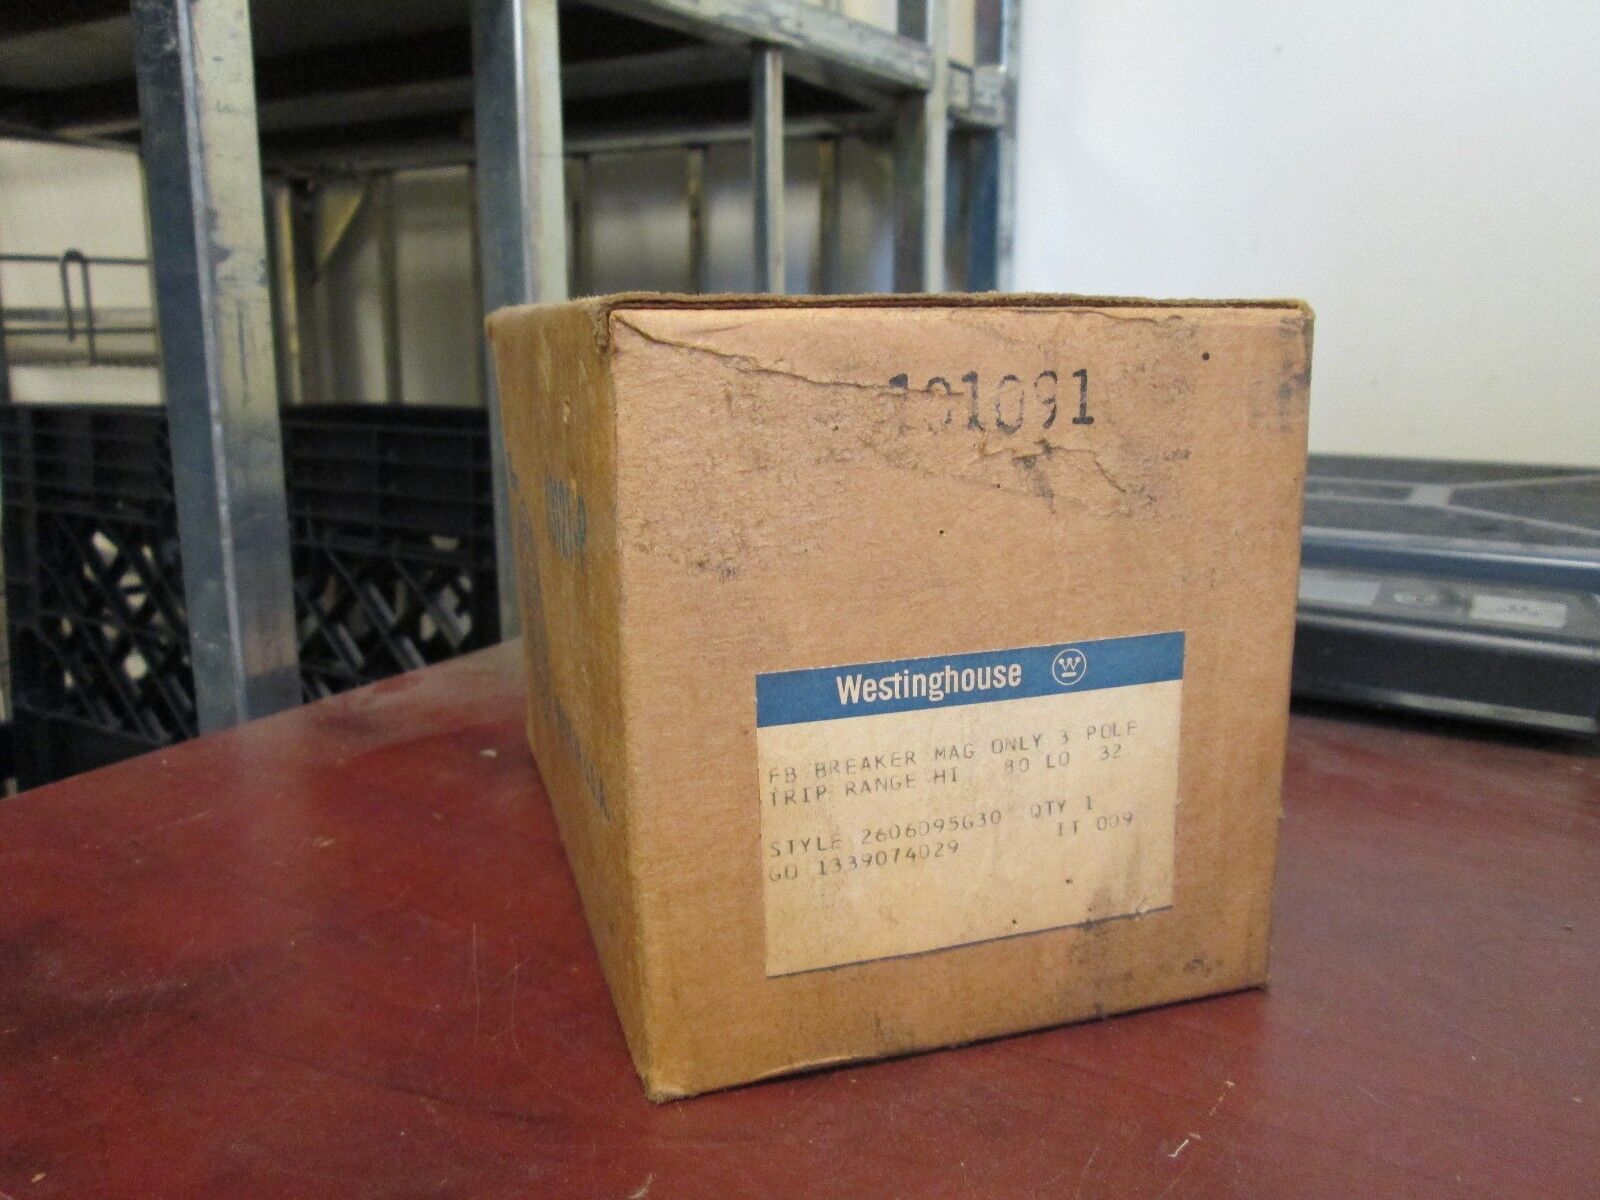 101091
Westinghouse W
FB BREAKER MAG ONLY 3 POLE
TRIP RANGE HI 80 LO 32
STYLE 2606D95G30 QTY 1
GO 1339074029 IT 009